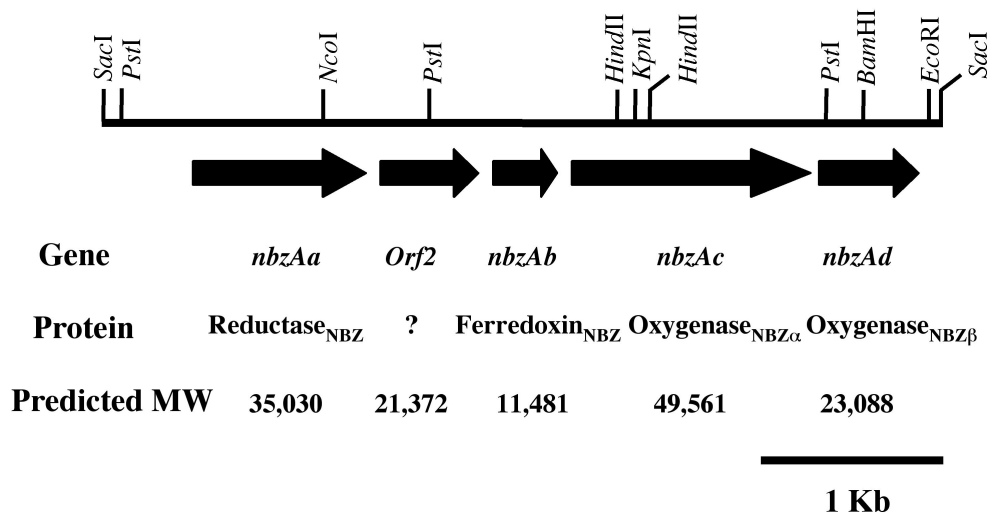 SacI PstI NcoI PstI HindII KpnI HindII PstI BamHI EcoRI SacI
Gene nbzAa Orf2 nbzAb nbzAc nbzAd
Protein ReductaseNBZ ? FerredoxinNBZ OxygenaseNBZα OxygenaseNBZβ
Predicted MW 35,030 21,372 11,481 49,561 23,088
1 Kb